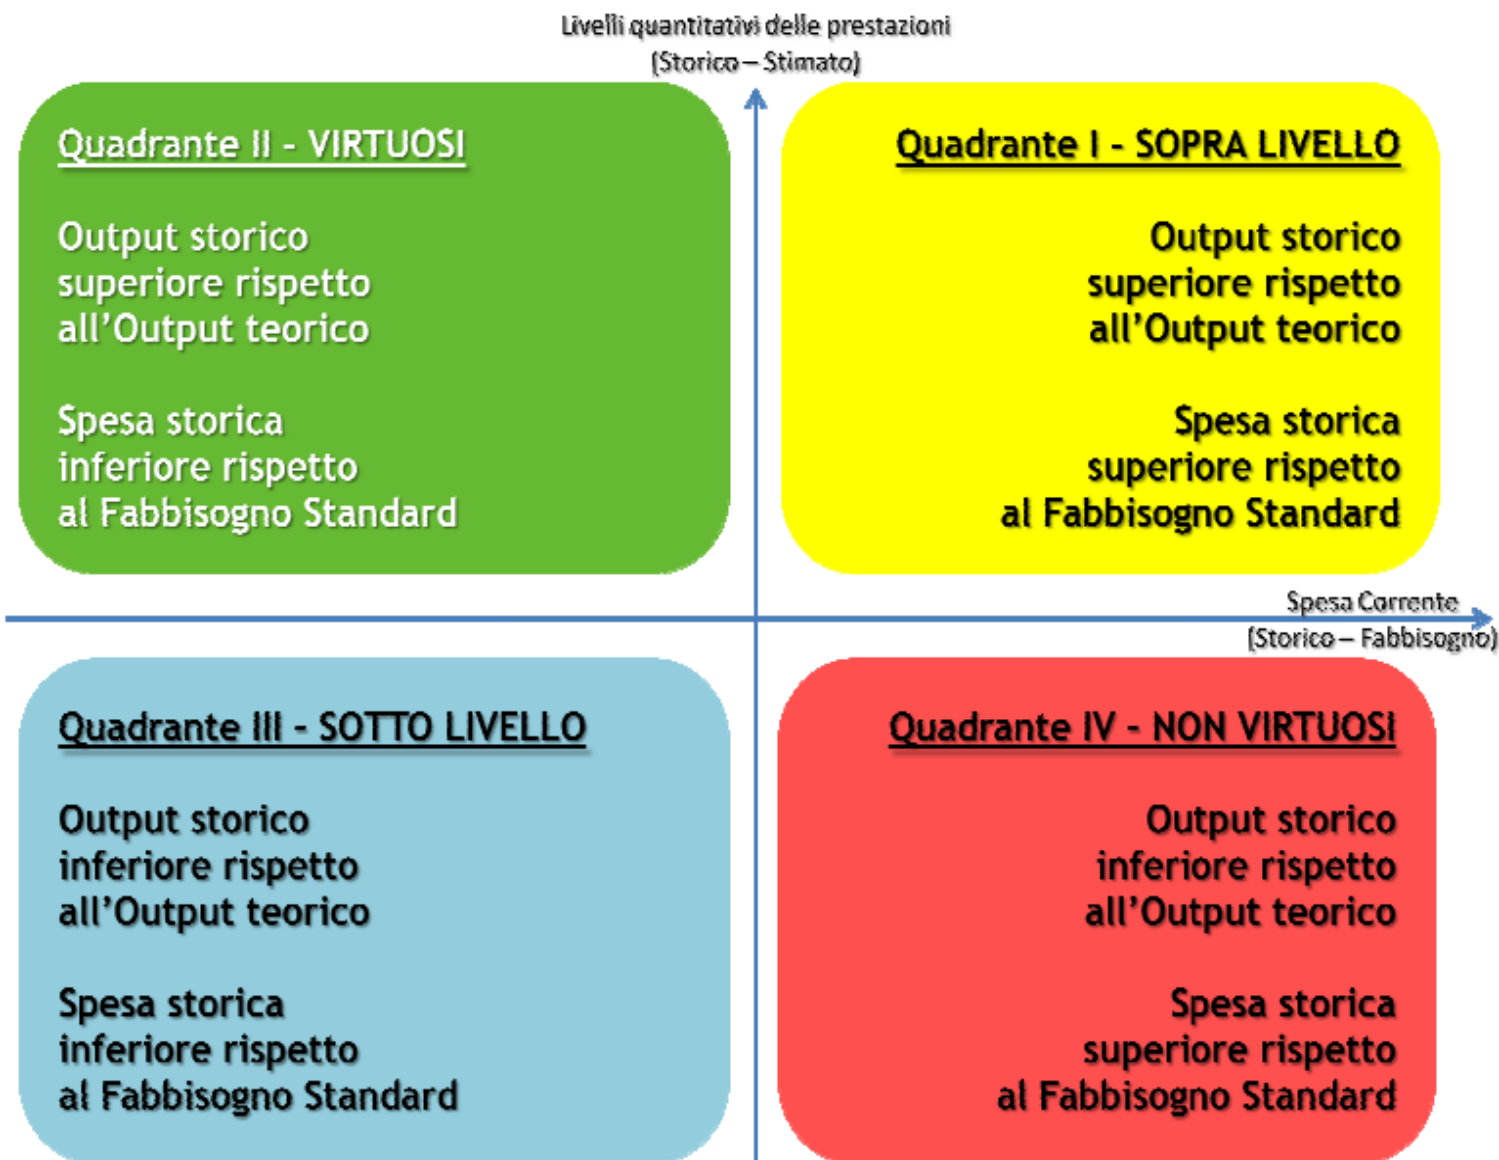 Livelli quantitativi delle prestazioni
(Storico – Stimato)
Quadrante II - VIRTUOSI
Output storico
superiore rispetto
all'Output teorico
Spesa storica
inferiore rispetto
al Fabbisogno Standard
Quadrante I - SOPRA LIVELLO
Output storico
superiore rispetto
all'Output teorico
Spesa storica
superiore rispetto
al Fabbisogno Standard
Spesa Corrente
(Storico – Fabbisogno)
Quadrante III - SOTTO LIVELLO
Output storico
inferiore rispetto
all'Output teorico
Spesa storica
inferiore rispetto
al Fabbisogno Standard
Quadrante IV - NON VIRTUOSI
Output storico
inferiore rispetto
all'Output teorico
Spesa storica
superiore rispetto
al Fabbisogno Standard